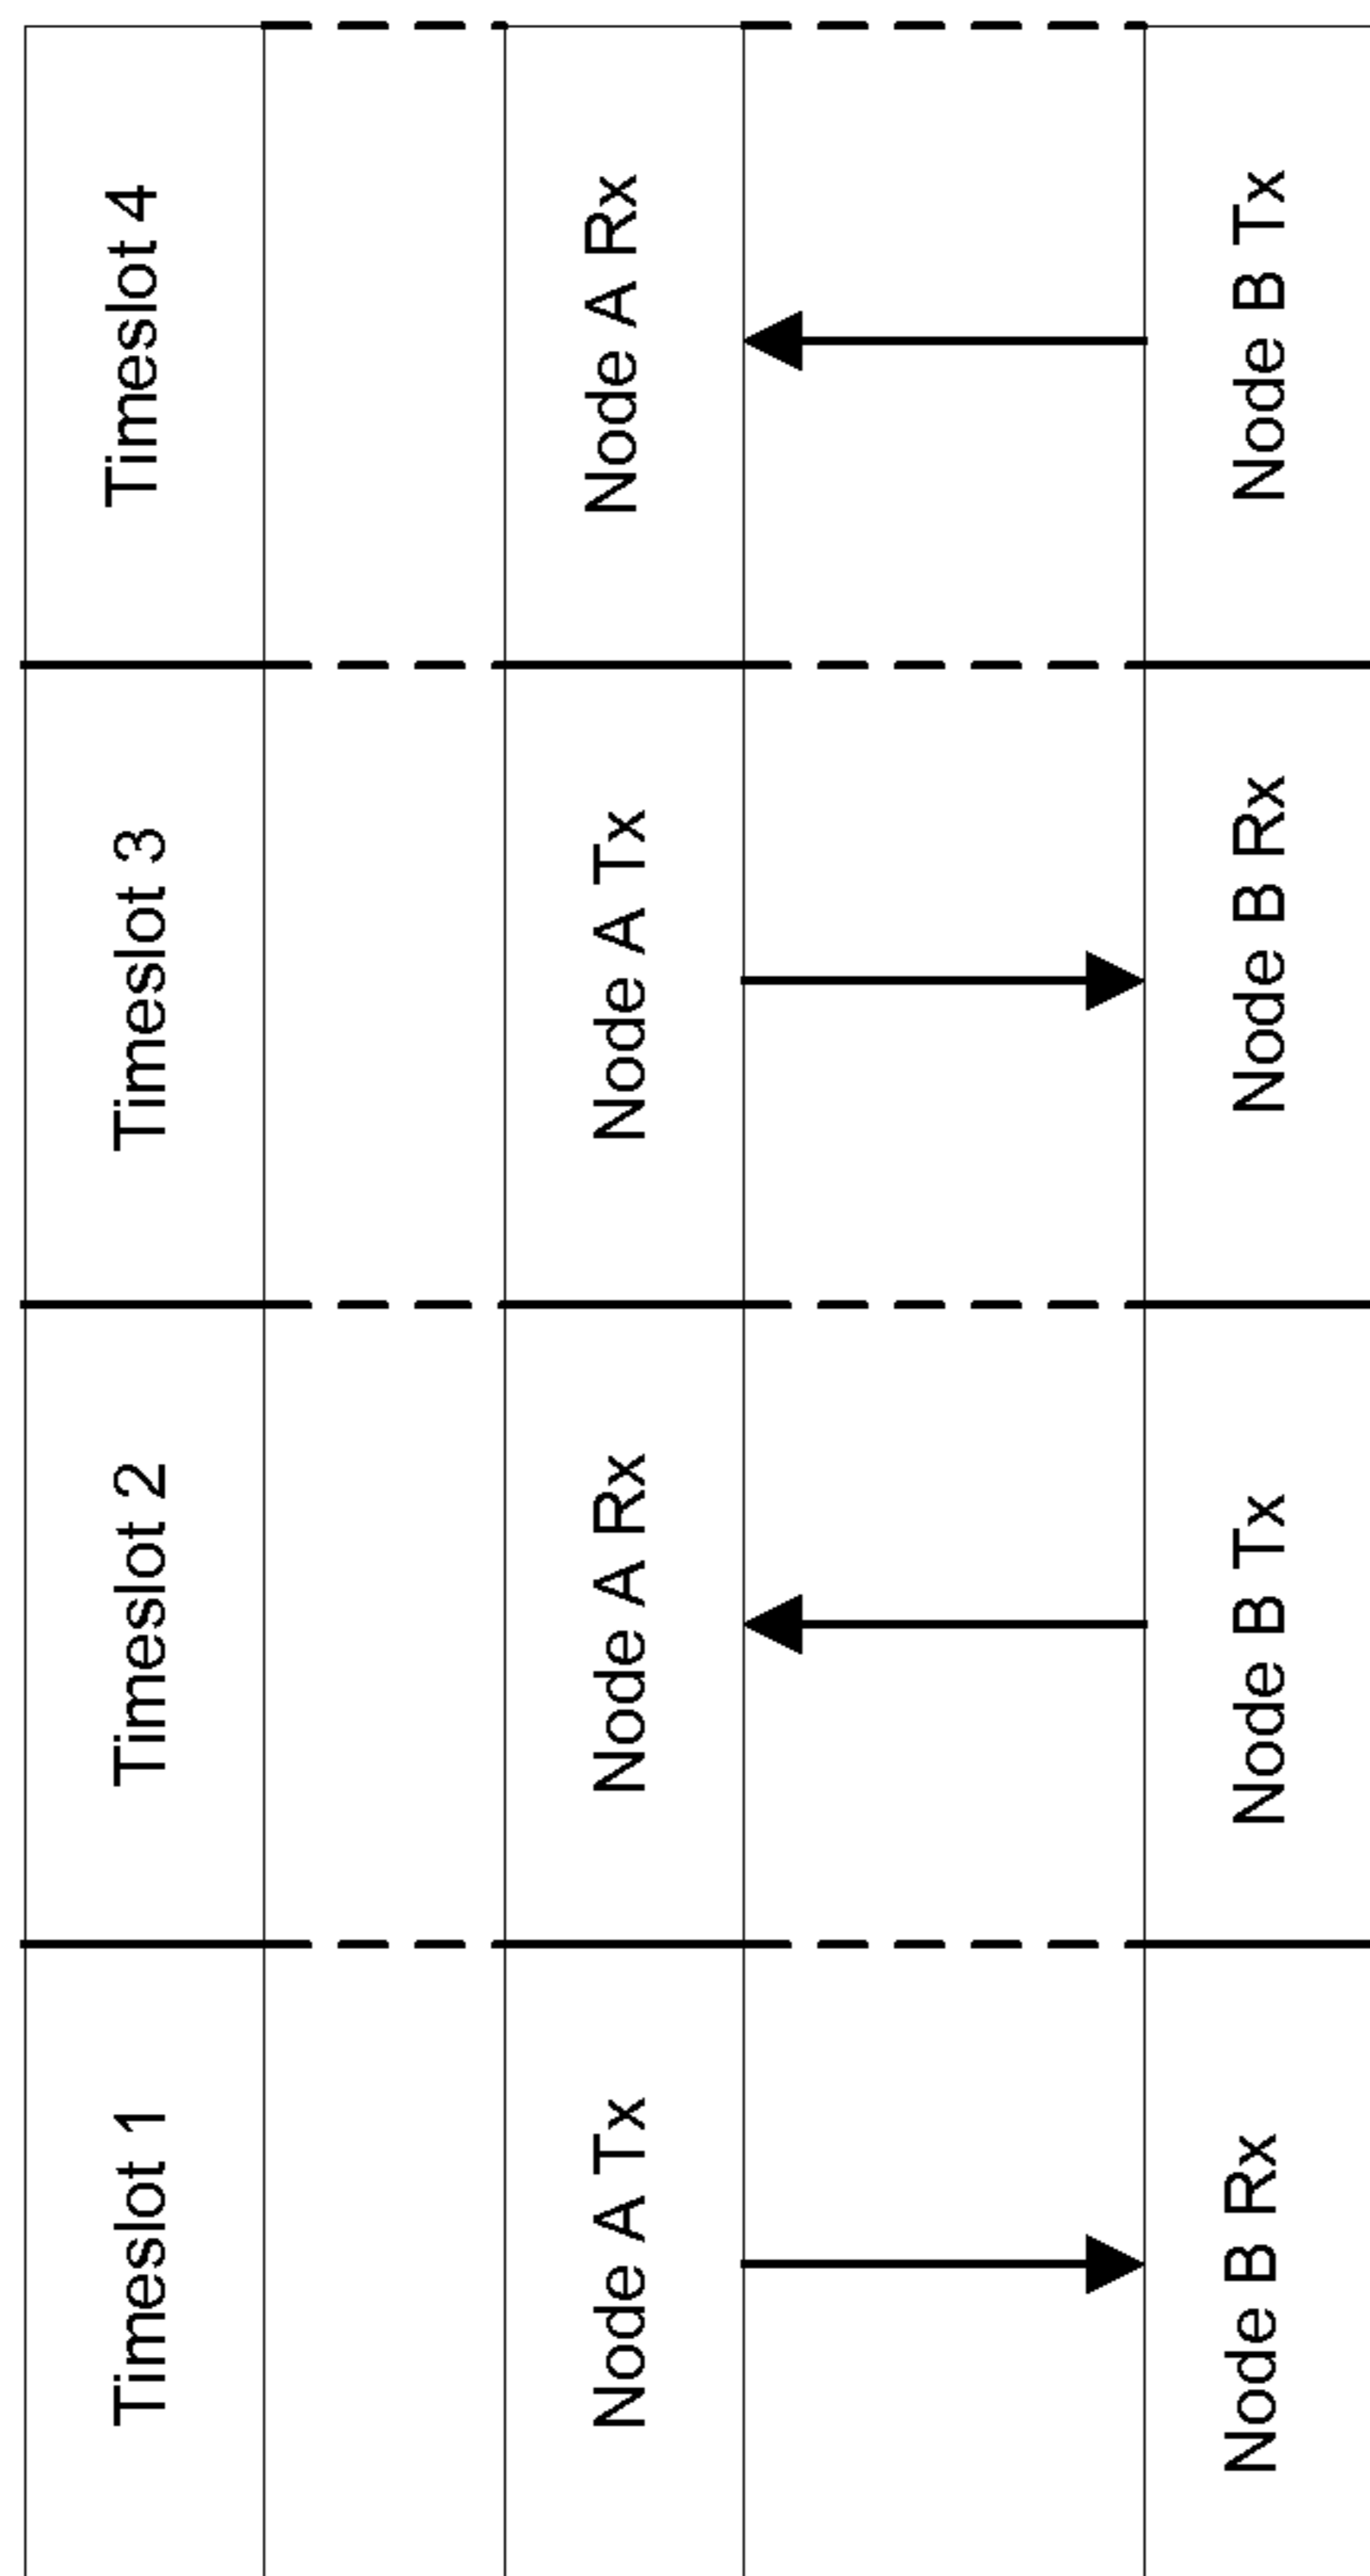 Timeslot 1
Timeslot 2
Timeslot 3
Timeslot 4
Node A Tx
Node A Rx
Node A Tx
Node A Rx
Node B Rx
Node B Tx
Node B Rx
Node B Tx